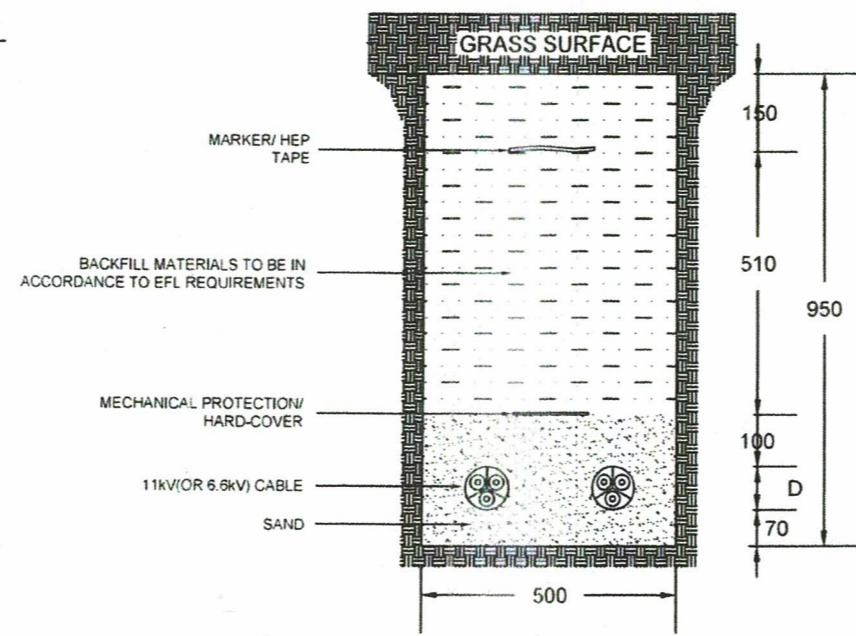 GRASS SURFACE
150
MARKER/ HEP
TAPE
510
BACKFILL MATERIALS TO BE IN
ACCORDANCE TO EFL REQUIREMENTS
950
MECHANICAL PROTECTION/
HARD-COVER
100
11kV(OR 6.6kV) CABLE
D
SAND
70
500